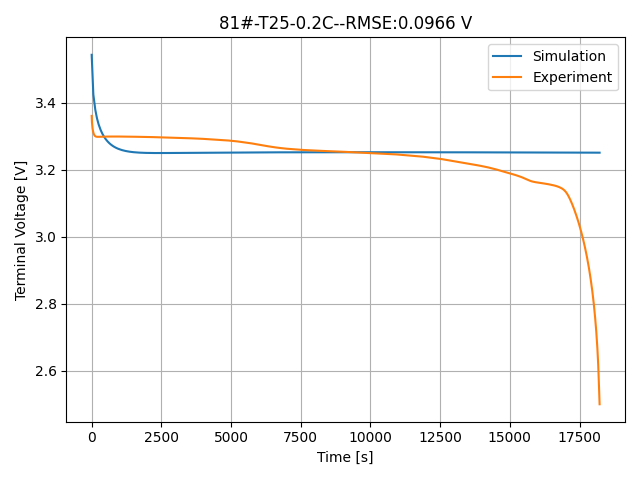 81#-T25-0.2C--RMSE:0.0966 V
Simulation
Experiment
Terminal Voltage [V]
3.4
3.2
3.0
2.8
2.6
0 2500 5000 7500 10000 12500 15000 17500
Time [s]